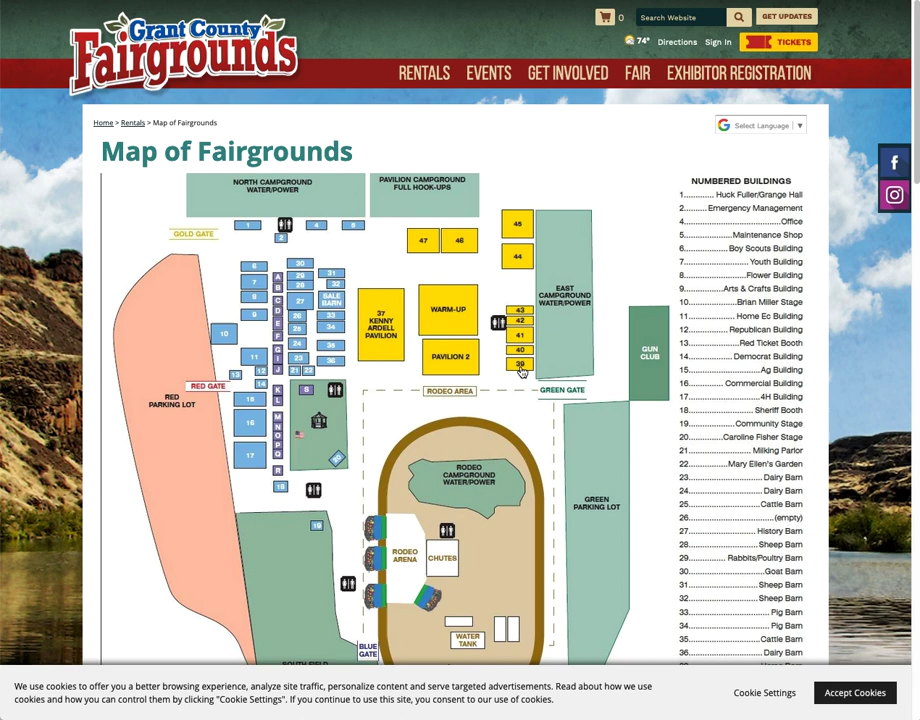 Grant County
Fairgrounds
0
Search Website
GET UPDATES
74°
Directions
Sign In
TICKETS
RENTALS
EVENTS
GET INVOLVED
FAIR
EXHIBITOR REGISTRATION
Home > Rentals > Map of Fairgrounds
G Select Language ▼
Map of Fairgrounds
NORTH CAMPGROUND
WATER/POWER
PAVILION CAMPGROUND
FULL HOOK-UPS
GOLD GATE
1
2
4
5
47
46
45
44
6
7
8
9
10
11
12
13
14
15
16
17
18
19
A
B
C
D
E
F
G
I
J
K
L
M
N
O
P
Q
R
S
30
29
28
27
26
25
24
23
21
22
31
32
SALE
BARN
33
34
35
36
20
37
KENNY
ARDELL
PAVILION
WARM-UP
PAVILION 2
43
42
41
40
39
EAST
CAMPGROUND
WATER/POWER
GUN
CLUB
RED GATE
RED
PARKING LOT
RODEO AREA
GREEN GATE
RODEO
CAMPGROUND
WATER/POWER
GREEN
PARKING LOT
RODEO
ARENA
CHUTES
WATER
TANK
BLUE
GATE
SOUTH FIELD
NUMBERED BUILDINGS
1............Huck Fuller/Grange Hall
2..........Emergency Management
4...................................Office
5.......................Maintenance Shop
6...................Boy Scouts Building
7..........................Youth Building
8.........................Flower Building
9...............Arts & Crafts Building
10.......................Brian Miller Stage
11......................Home Ec Building
12...................Republican Building
13.......................Red Ticket Booth
14....................Democrat Building
15..............................Ag Building
16..................Commercial Building
17..............................4H Building
18............................Sheriff Booth
19......................Community Stage
20................Caroline Fisher Stage
21............................Milking Parlor
22....................Mary Ellen's Garden
23.............................Dairy Barn
24.............................Dairy Barn
25............................Cattle Barn
26..................................(empty)
27...........................History Barn
28............................Sheep Barn
29................Rabbits/Poultry Barn
30..............................Goat Barn
31............................Sheep Barn
32............................Sheep Barn
33...............................Pig Barn
34...............................Pig Barn
35............................Cattle Barn
36.............................Dairy Barn
We use cookies to offer you a better browsing experience, analyze site traffic, personalize content and serve targeted advertisements. Read about how we use
cookies and how you can control them by clicking "Cookie Settings". If you continue to use this site, you consent to our use of cookies.
Cookie Settings
Accept Cookies